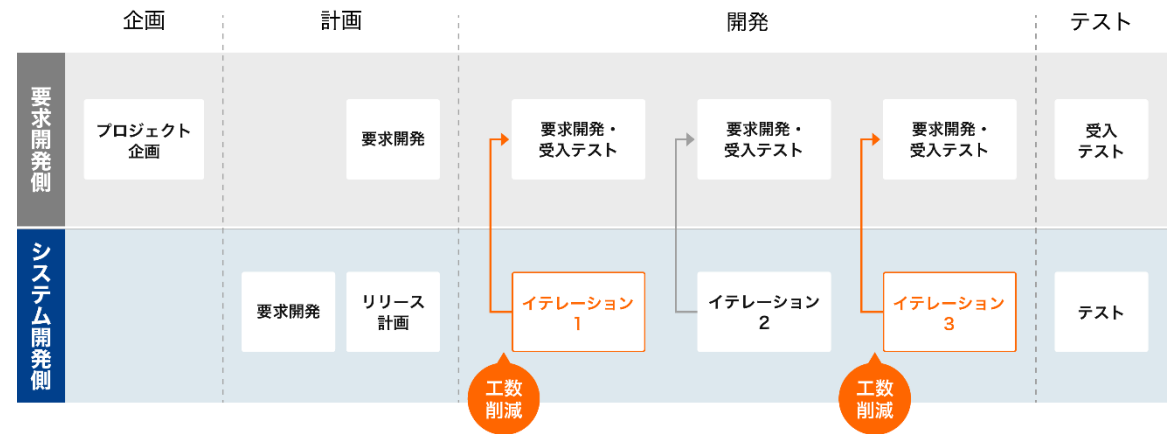 企画
計画
開発
テスト
要求開発側
プロジェクト
企画
要求開発
要求開発・
受入テスト
要求開発・
受入テスト
要求開発・
受入テスト
受入
テスト
システム開発側
要求開発
リリース
計画
イテレーション
1
イテレーション
2
イテレーション
3
テスト
工数
削減
工数
削減